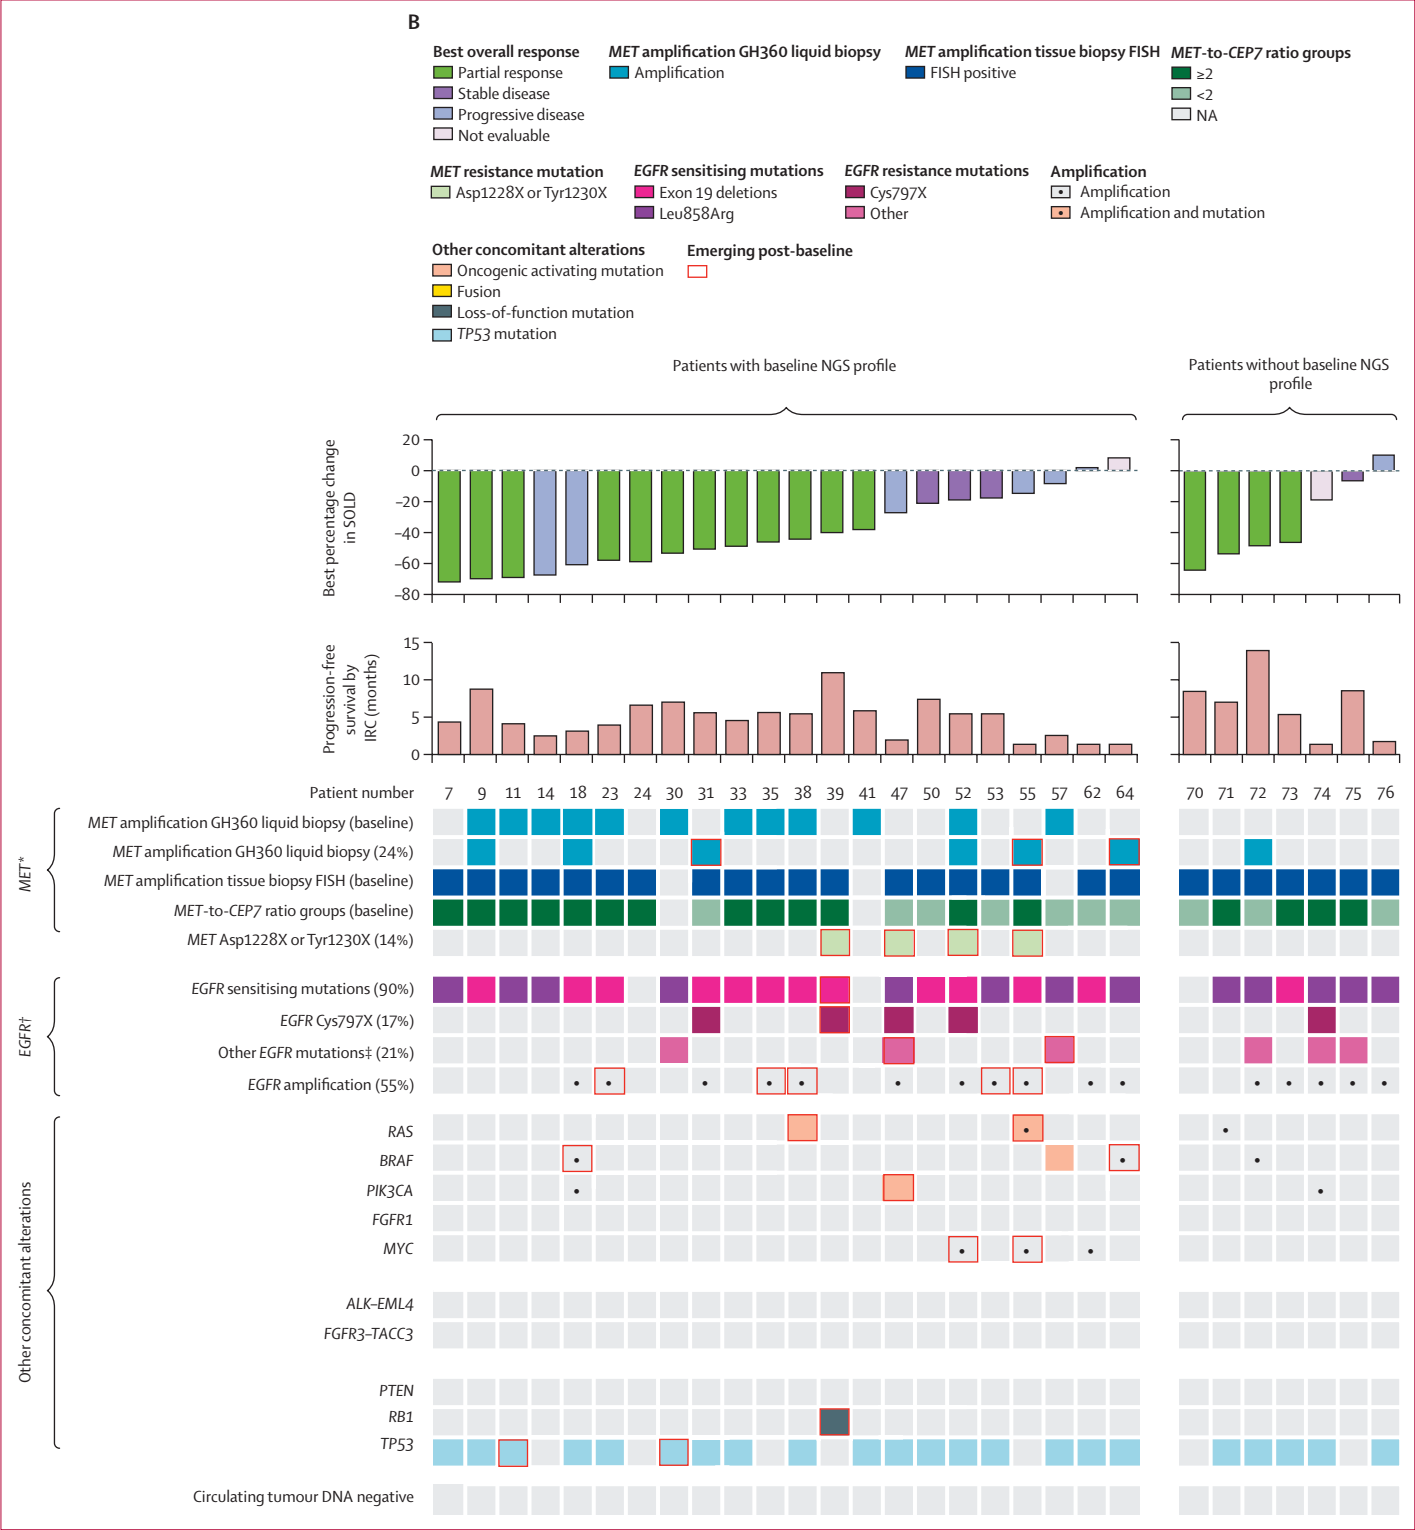 B
Best overall response
Partial response
Stable disease
Progressive disease
Not evaluable
MET amplification GH360 liquid biopsy
Amplification
MET amplification tissue biopsy FISH
FISH positive
MET-to-CEP7 ratio groups
≥2
<2
NA
MET resistance mutation
Asp1228X or Tyr1230X
EGFR sensitising mutations
Exon 19 deletions
Leu858Arg
EGFR resistance mutations
Cys797X
Other
Amplification
Amplification
Amplification and mutation
Other concomitant alterations
Oncogenic activating mutation
Fusion
Loss-of-function mutation
TP53 mutation
Emerging post-baseline
Patients with baseline NGS profile
Patients without baseline NGS
profile
Best percentage change
in SOLD
20
0
–20
–40
–60
–80
Progression-free
survival by
IRC (months)
15
10
5
0
Patient number 7 9 11 14 18 23 24 30 31 33 35 38 39 41 47 50 52 53 55 57 62 64 70 71 72 73 74 75 76
MET*
MET amplification GH360 liquid biopsy (baseline)
MET amplification GH360 liquid biopsy (24%)
MET amplification tissue biopsy FISH (baseline)
MET-to-CEP7 ratio groups (baseline)
MET Asp1228X or Tyr1230X (14%)
EGFR†
EGFR sensitising mutations (90%)
EGFR Cys797X (17%)
Other EGFR mutations‡ (21%)
EGFR amplification (55%)
Other concomitant alterations
RAS
BRAF
PIK3CA
FGFR1
MYC
ALK–EML4
FGFR3–TACC3
PTEN
RB1
TP53
Circulating tumour DNA negative